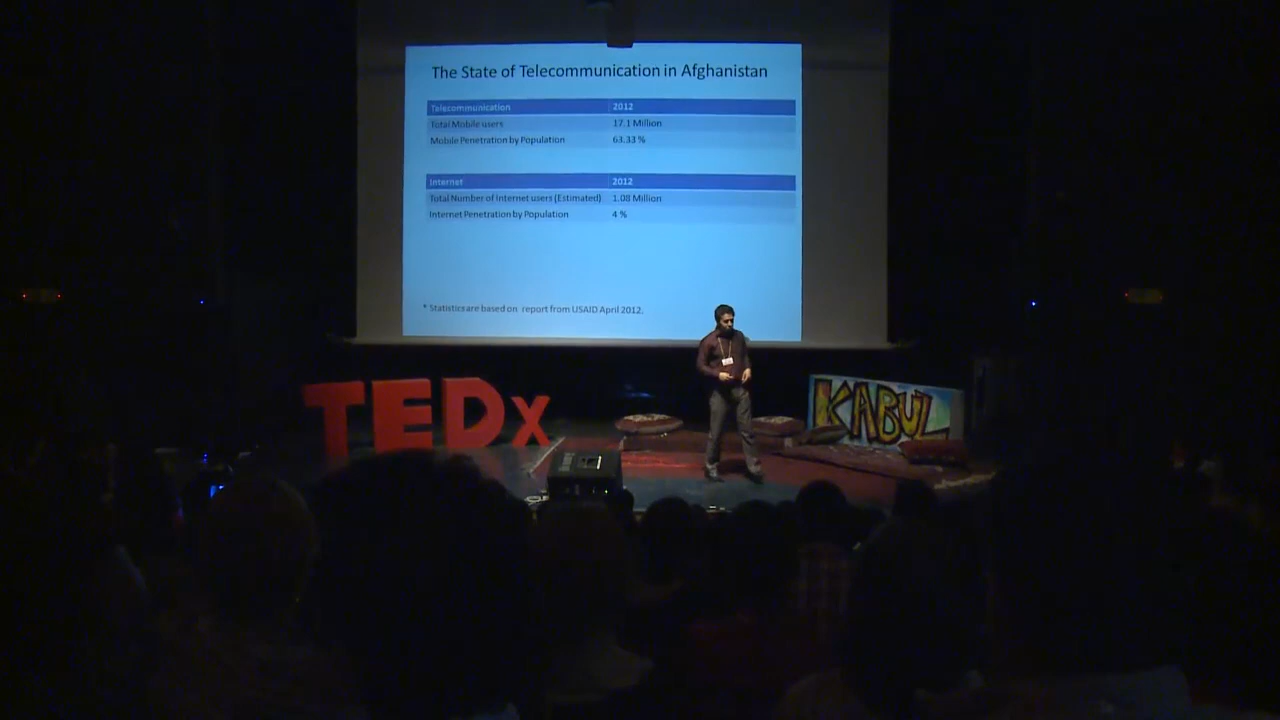 The State of Telecommunication in Afghanistan
Telecommunication 2012
Total Mobile users 17.1 Million
Mobile Penetration by Population 63.33 %
Internet 2012
Total Number of Internet users (Estimated) 1.08 Million
Internet Penetration by Population 4 %
* Statistics are based on report from USAID April 2012.
TEDx
KABUL